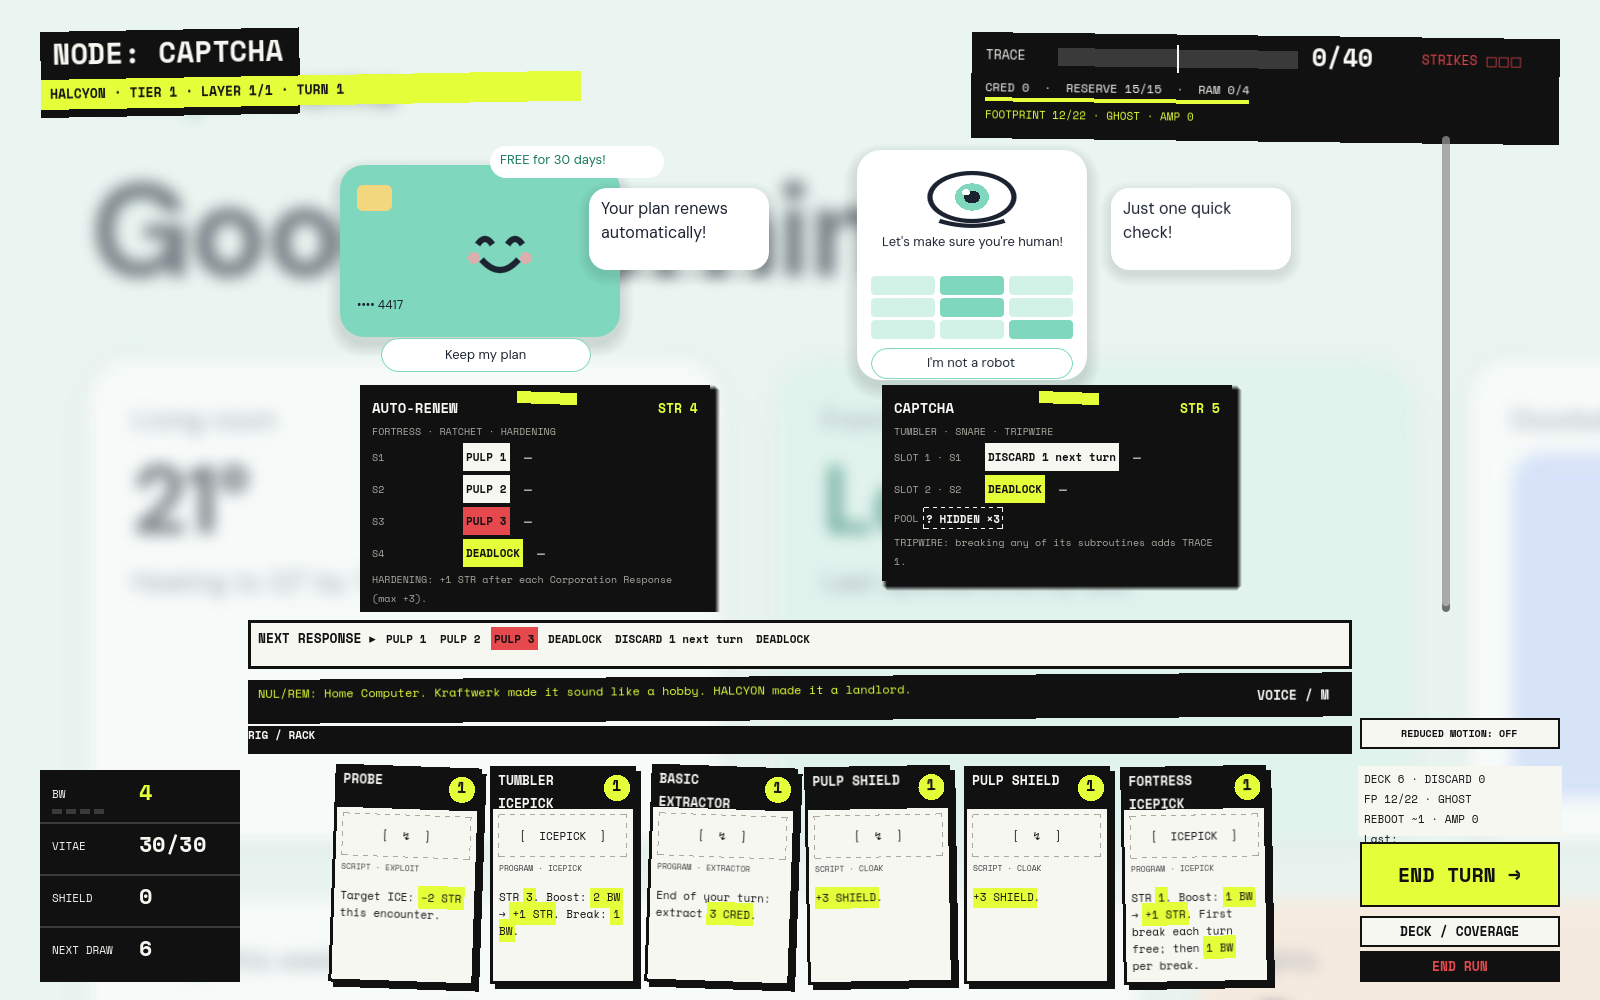 NODE: CAPTCHA
HALCYON · TIER 1 · LAYER 1/1 · TURN 1
TRACE 0/40 STRIKES □□□
CRED 0 · RESERVE 15/15 · RAM 0/4
FOOTPRINT 12/22 · GHOST · AMP 0
FREE for 30 days!
•••• 4417
Keep my plan
Your plan renews
automatically!
Let's make sure you're human!
I'm not a robot
Just one quick
check!
Living room
21°
AUTO-RENEW STR 4
FORTRESS · RATCHET · HARDENING
S1 PULP 1 —
S2 PULP 2 —
S3 PULP 3 —
S4 DEADLOCK —
HARDENING: +1 STR after each Corporation Response
(max +3).
CAPTCHA STR 5
TUMBLER · SNARE · TRIPWIRE
SLOT 1 · S1 DISCARD 1 next turn —
SLOT 2 · S2 DEADLOCK —
POOL ? HIDDEN ×3
TRIPWIRE: breaking any of its subroutines adds TRACE
1.
NEXT RESPONSE ▸ PULP 1 PULP 2 PULP 3 DEADLOCK DISCARD 1 next turn DEADLOCK
NUL/REM: Home Computer. Kraftwerk made it sound like a hobby. HALCYON made it a landlord.
VOICE / M
RIG / RACK
BW 4
VITAE 30/30
SHIELD 0
NEXT DRAW 6
PROBE 1
[ ↯ ]
SCRIPT · EXPLOIT
Target ICE: -2 STR
this encounter.
TUMBLER
ICEPICK 1
[ ICEPICK ]
PROGRAM · ICEPICK
STR 3. Boost: 2 BW
→ +1 STR. Break: 1
BW.
BASIC
EXTRACTOR 1
[ ↯ ]
PROGRAM · EXTRACTOR
End of your turn:
extract 3 CRED.
PULP SHIELD 1
[ ↯ ]
SCRIPT · CLOAK
+3 SHIELD.
PULP SHIELD 1
[ ↯ ]
SCRIPT · CLOAK
+3 SHIELD.
FORTRESS
ICEPICK 1
[ ICEPICK ]
PROGRAM · ICEPICK
STR 1. Boost: 1 BW
→ +1 STR. First
break each turn
free; then 1 BW
per break.
REDUCED MOTION: OFF
DECK 6 · DISCARD 0
FP 12/22 · GHOST
REBOOT ~1 · AMP 0
Last:
END TURN →
DECK / COVERAGE
END RUN